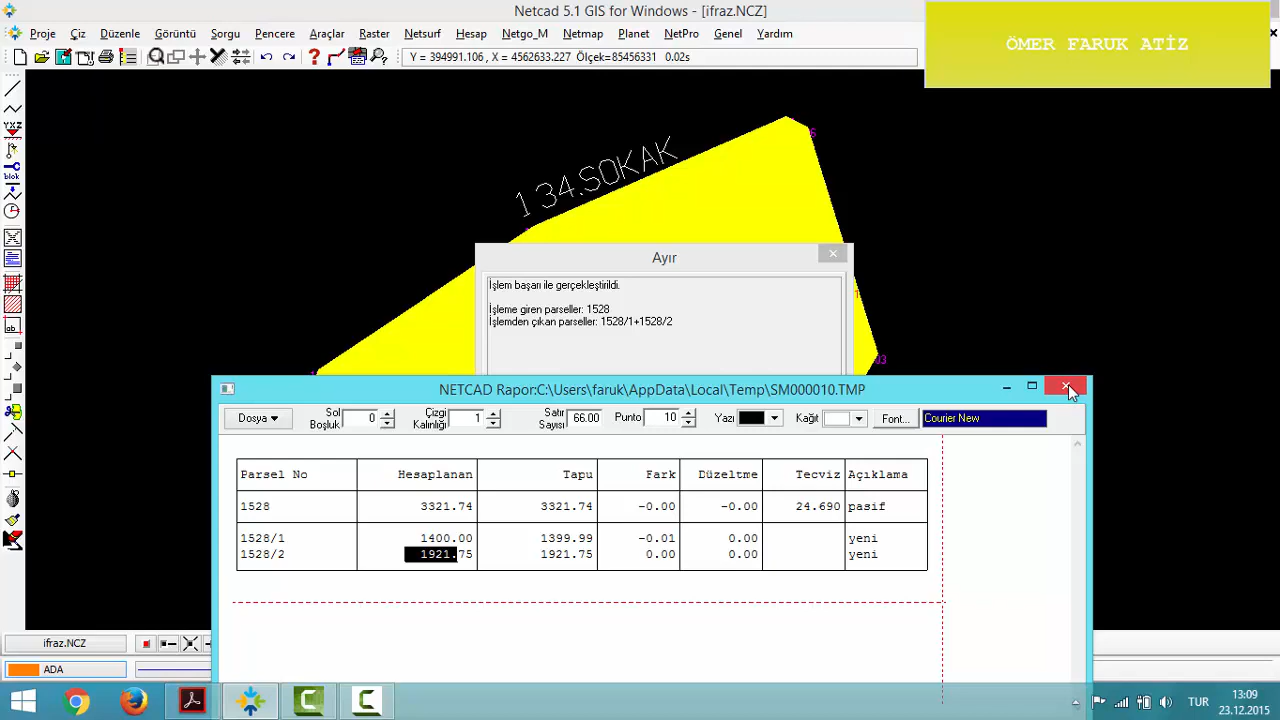 Netcad 5.1 GIS for Windows - [ifraz.NCZ]
Proje Çiz Düzenle Görüntü Sorgu Pencere Araçlar Raster Netsurf Hesap Netgo_M Netmap Planet NetPro Genel Yardım
ÖMER FARUK ATİZ
Y = 394991.106 , X = 4562633.227 Ölçek=85456331 0.02s
YXZ
blok
ab
134.SOKAK
6
1
03
Ayır
İşlem başarı ile gerçekleştirildi.
İşleme giren parseller: 1528
İşlemden çıkan parseller: 1528/1+1528/2
NETCAD Rapor:C:\Users\faruk\AppData\Local\Temp\SM000010.TMP
Dosya Sol Boşluk 0 Çizgi Kalınlığı 1 Satır Sayısı 66.00 Punto 10 Yazı Kağıt Font... Courier New
Parsel No Hesaplanan Tapu Fark Düzeltme Tecviz Açıklama
1528 3321.74 3321.74 -0.00 -0.00 24.690 pasif
1528/1 1400.00 1399.99 -0.01 0.00 yeni
1528/2 1921.75 1921.75 0.00 0.00 yeni
ifraz.NCZ
ADA
TUR
13:09
23.12.2015